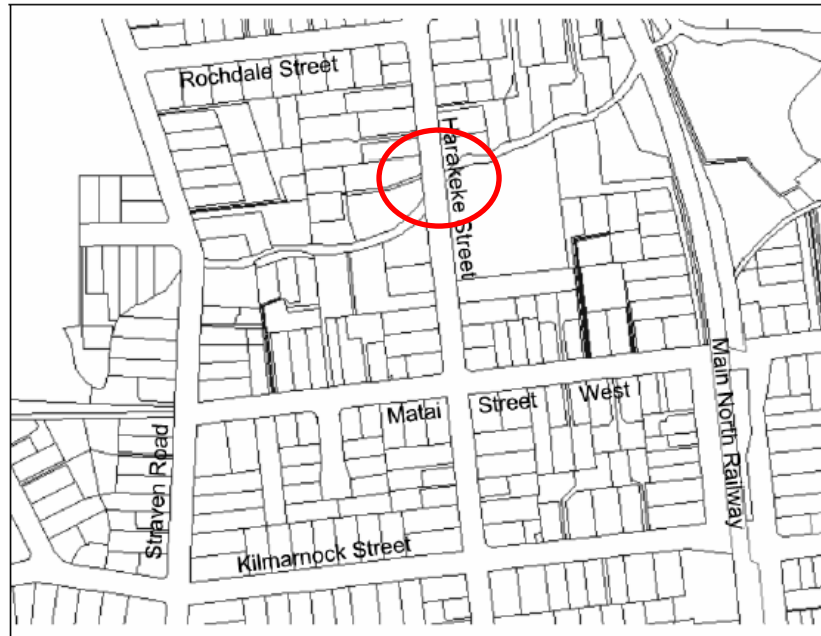 Rochdale Street
Harakeke Street
Main North Railway
Matai Street West
Straven Road
Kilmarnock Street